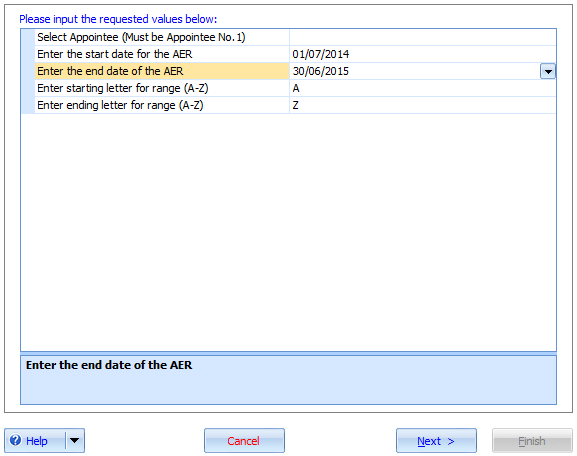 Please input the requested values below:
Select Appointee (Must be Appointee No.1)
Enter the start date for the AER 01/07/2014
Enter the end date of the AER 30/06/2015
Enter starting letter for range (A-Z) A
Enter ending letter for range (A-Z) Z
Enter the end date of the AER
? Help Cancel Next > Finish